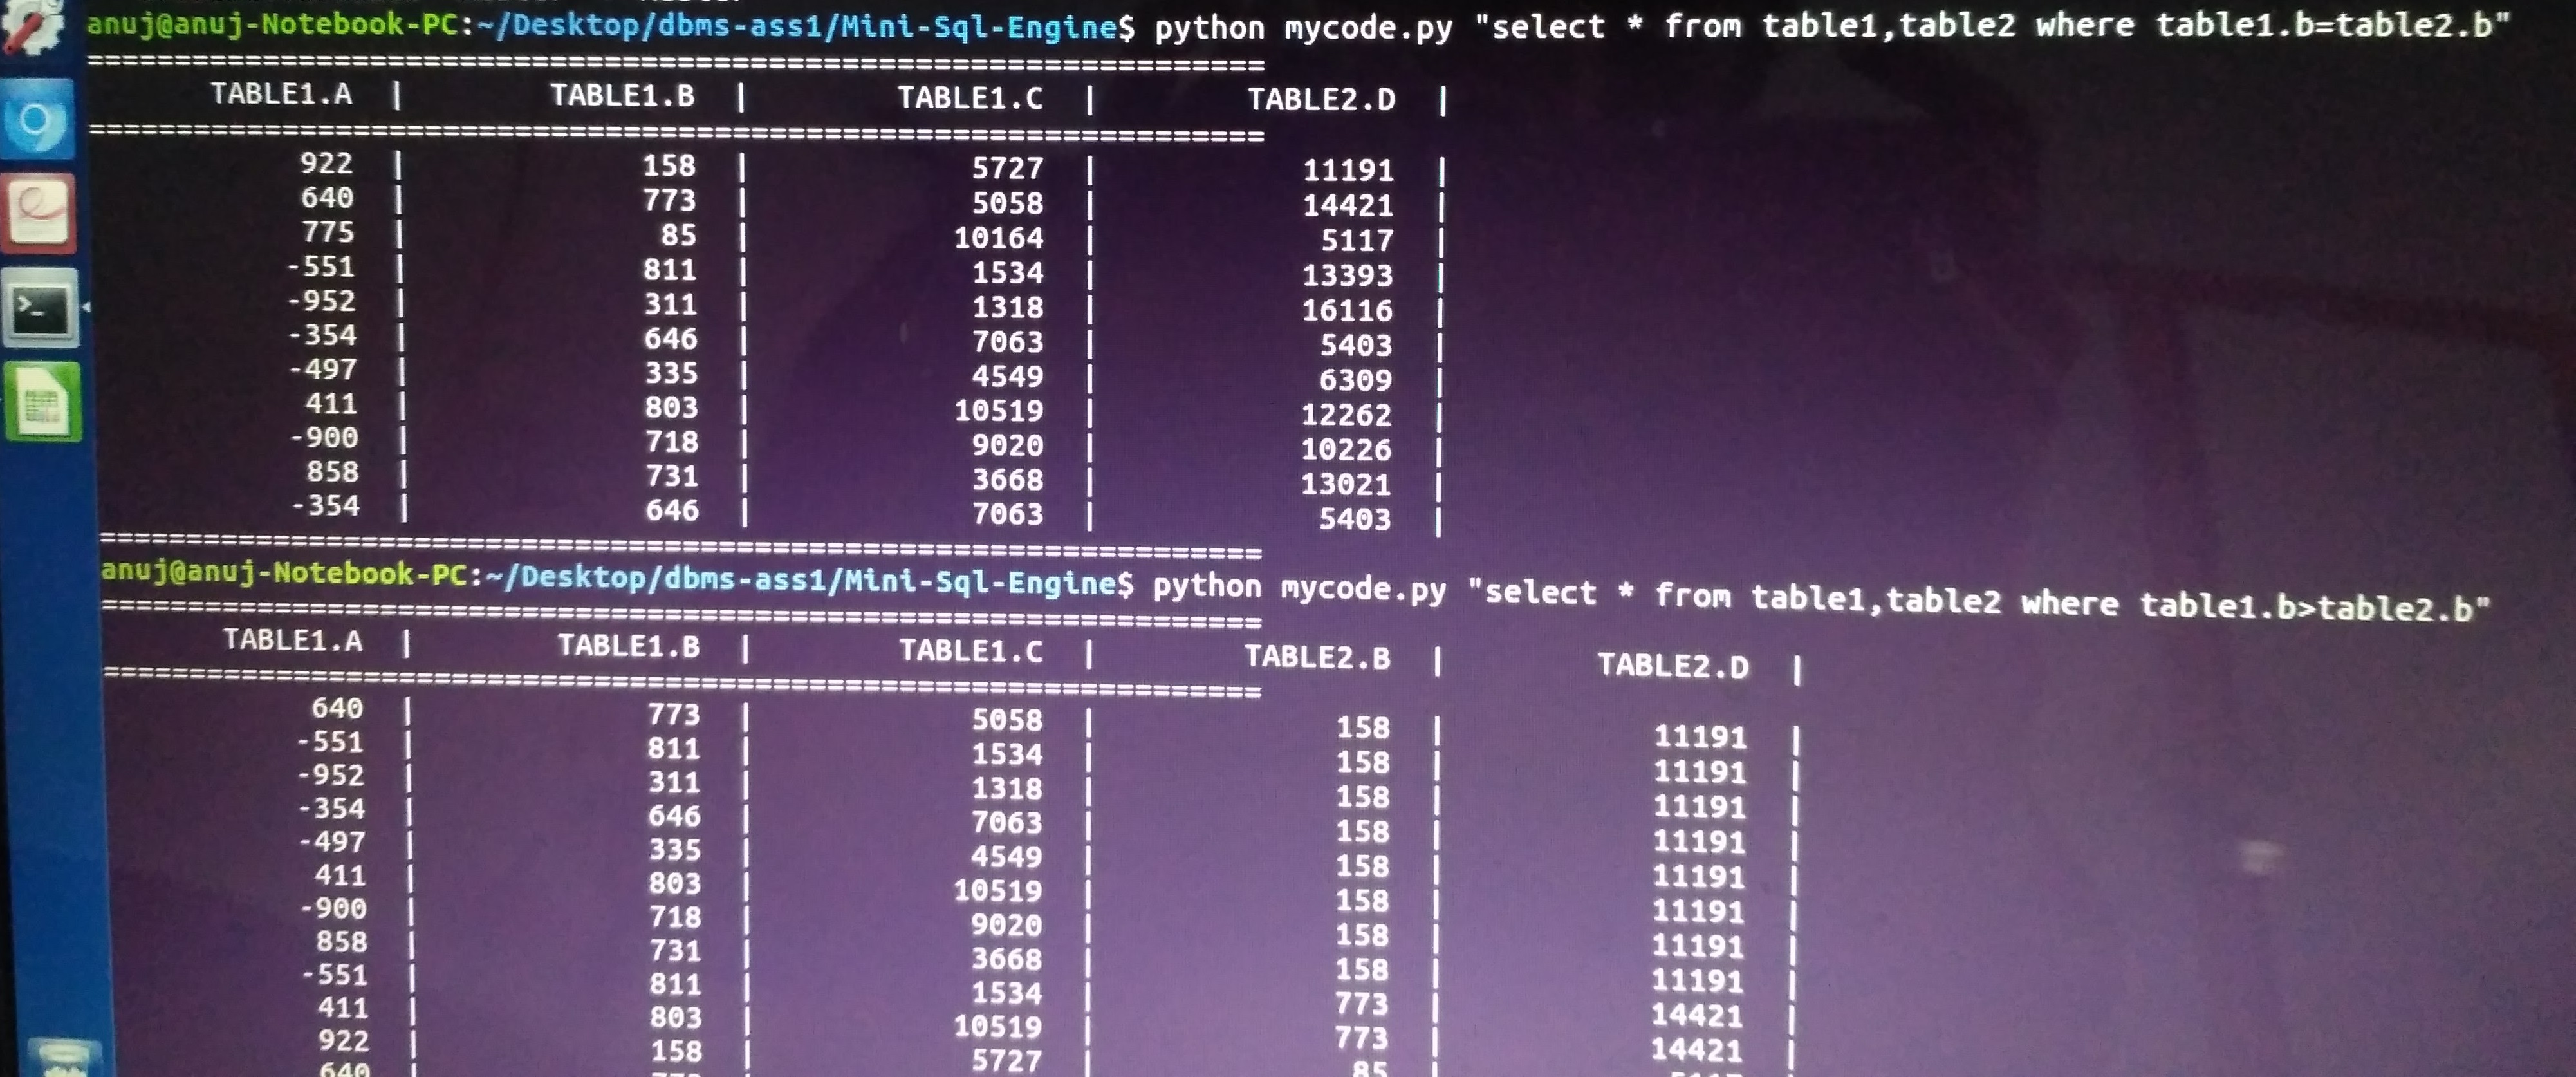 anuj@anuj-Notebook-PC:~/Desktop/dbms-ass1/Mini-Sql-Engine$ python mycode.py "select * from table1,table2 where table1.b=table2.b"
TABLE1.A | TABLE1.B | TABLE1.C | TABLE2.D |
922 | 158 | 5727 | 11191 |
640 | 773 | 5058 | 14421 |
775 | 85 | 10164 | 5117 |
-551 | 811 | 1534 | 13393 |
-952 | 311 | 1318 | 16116 |
-354 | 646 | 7063 | 5403 |
-497 | 335 | 4549 | 6309 |
411 | 803 | 10519 | 12262 |
-900 | 718 | 9020 | 10226 |
858 | 731 | 3668 | 13021 |
-354 | 646 | 7063 | 5403 |
anuj@anuj-Notebook-PC:~/Desktop/dbms-ass1/Mini-Sql-Engine$ python mycode.py "select * from table1,table2 where table1.b>table2.b"
TABLE1.A | TABLE1.B | TABLE1.C | TABLE2.B | TABLE2.D |
640 | 773 | 5058 | 158 | 11191 |
-551 | 811 | 1534 | 158 | 11191 |
-952 | 311 | 1318 | 158 | 11191 |
-354 | 646 | 7063 | 158 | 11191 |
-497 | 335 | 4549 | 158 | 11191 |
411 | 803 | 10519 | 158 | 11191 |
-900 | 718 | 9020 | 158 | 11191 |
858 | 731 | 3668 | 158 | 11191 |
-551 | 811 | 1534 | 773 | 14421 |
411 | 803 | 10519 | 773 | 14421 |
922 | 158 | 5727 | 85
640